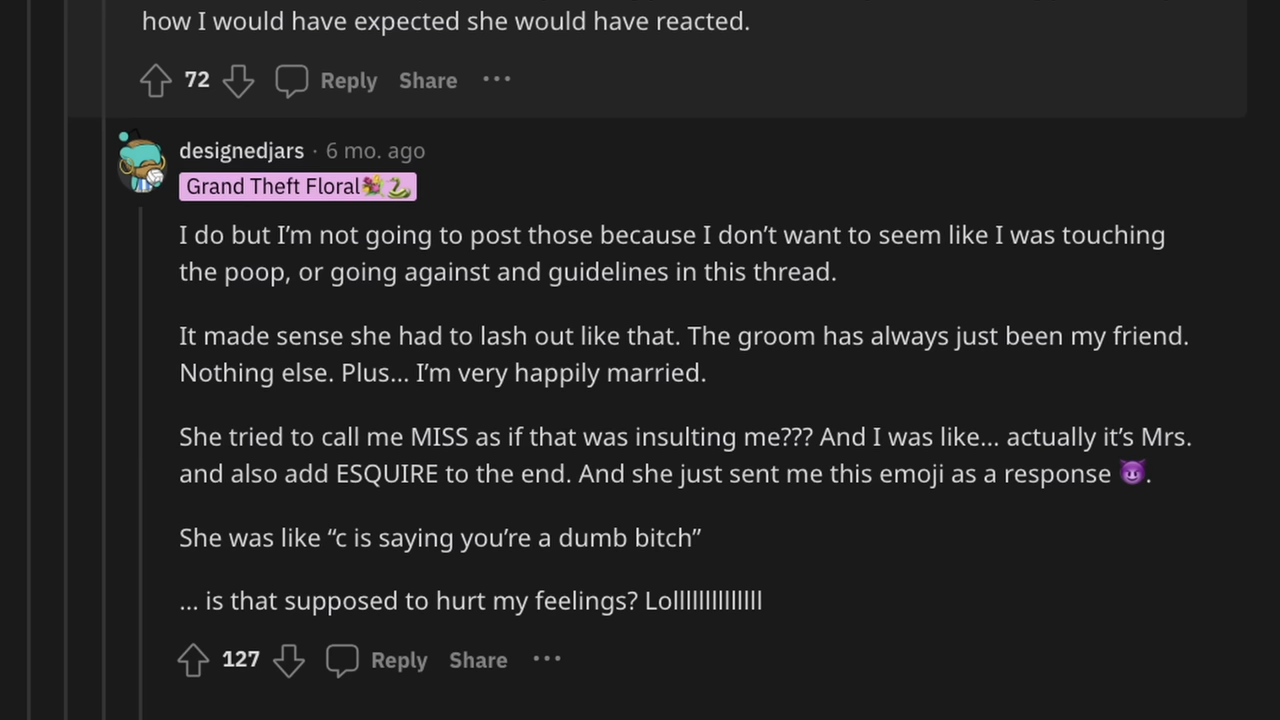 how I would have expected she would have reacted.
72 Reply Share ...
designedjars · 6 mo. ago
Grand Theft Floral💐🐍
I do but I’m not going to post those because I don’t want to seem like I was touching
the poop, or going against and guidelines in this thread.
It made sense she had to lash out like that. The groom has always just been my friend.
Nothing else. Plus... I’m very happily married.
She tried to call me MISS as if that was insulting me??? And I was like... actually it’s Mrs.
and also add ESQUIRE to the end. And she just sent me this emoji as a response 😈.
She was like “c is saying you’re a dumb bitch”
... is that supposed to hurt my feelings? Lolllllllllllllll
127 Reply Share ...